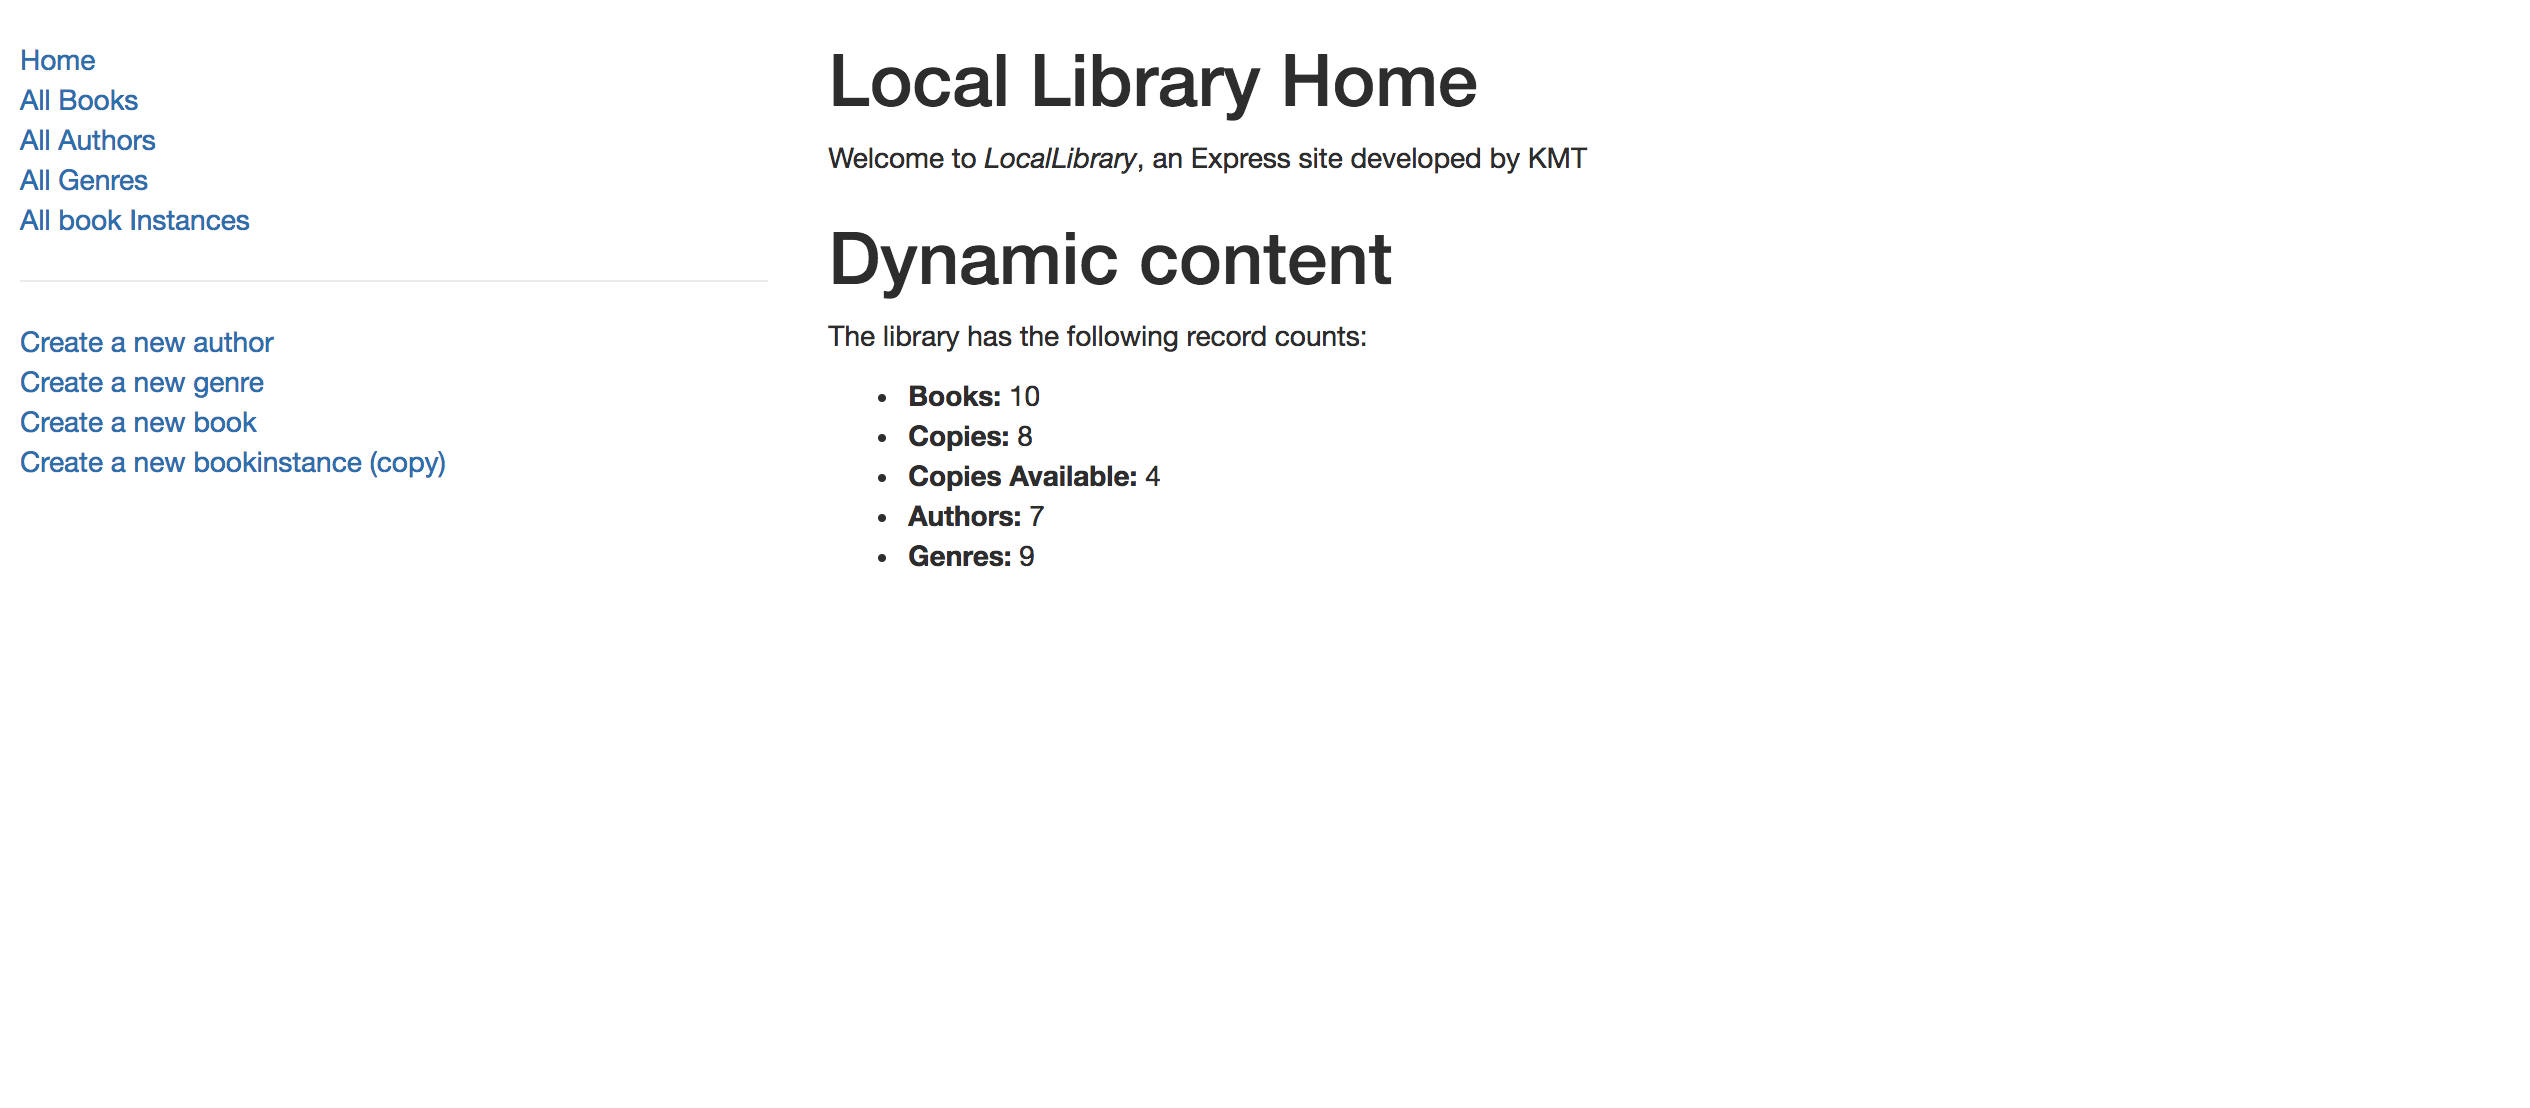 Home
All Books
All Authors
All Genres
All book Instances
Create a new author
Create a new genre
Create a new book
Create a new bookinstance (copy)
Local Library Home
Welcome to LocalLibrary, an Express site developed by KMT
Dynamic content
The library has the following record counts:
Books: 10
Copies: 8
Copies Available: 4
Authors: 7
Genres: 9